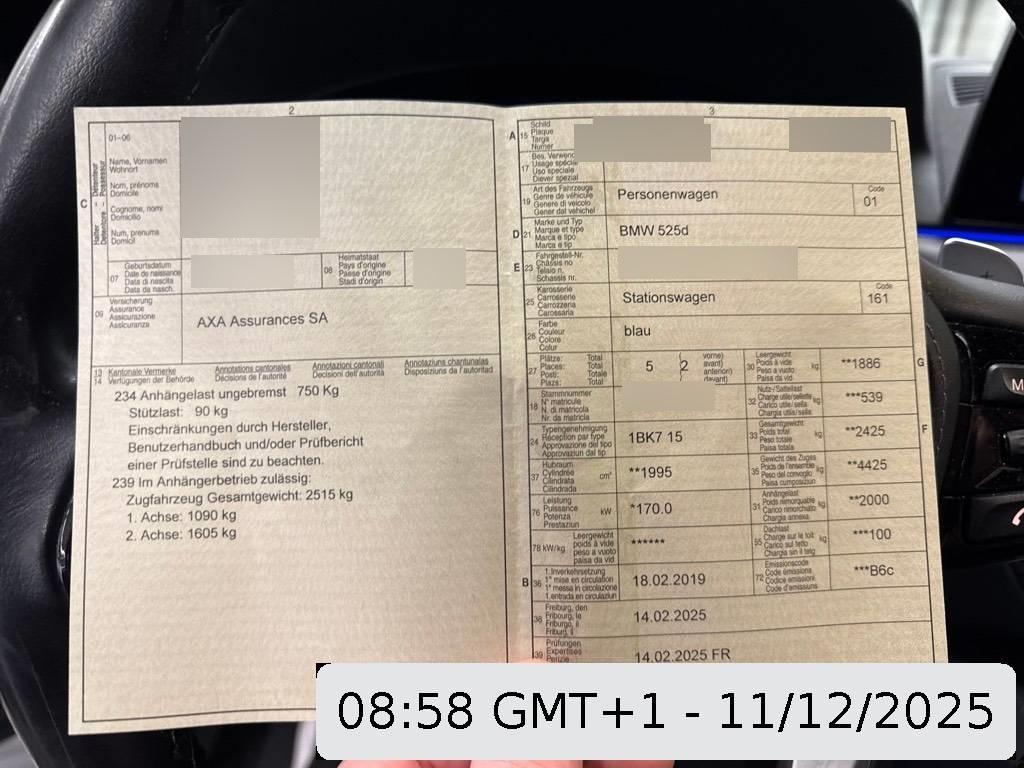 2
01–06
C
Halter - Détenteur
Detentore - Possessur
Name, Vornamen
Wohnort
Nom, prénoms
Domicile
Cognome, nomi
Domicilio
Num, prenums
Domicil
07
Geburtsdatum
Date de naissance
Data di nascita
Data da nasch.
08
Heimatstaat
Pays d'origine
Paese d'origine
Stadi d'origin
09
Versicherung
Assurance
Assicurazione
Assicuranza
AXA Assurances SA
13
14
Kantonale Vermerke
Verfügungen der Behörde
Annotations cantonales
Décisions de l'autorité
Annotazioni cantonali
Decisioni dell'autorità
Annotaziuns chantunalas
Disposiziuns da l'autoritad
234 Anhängelast ungebremst 750 Kg
Stützlast: 90 kg
Einschränkungen durch Hersteller,
Benutzerhandbuch und/oder Prüfbericht
einer Prüfstelle sind zu beachten.
239 Im Anhängerbetrieb zulässig:
Zugfahrzeug Gesamtgewicht: 2515 kg
1. Achse: 1090 kg
2. Achse: 1605 kg
3
A
15
Schild
Plaque
Targa
Numer
17
Bes. Verwend
Usage spécial
Uso speciale
Diever spezial
19
Art des Fahrzeugs
Genre de véhicule
Genere di veicolo
Gener dal vehichel
Personenwagen
Code
01
D
21
Marke und Typ
Marque et type
Marca e tipo
Marca e tip
BMW 525d
E
23
Fahrgestell-Nr.
Châssis no
Telaio n.
Schassis nr.
25
Karosserie
Carrosserie
Carrozzeria
Carossaria
Stationswagen
Code
161
26
Farbe
Couleur
Colore
Colur
blau
27
Plätze: Total
Places: Total
Posti: Totale
Plazs: Total
5
2
vorne)
avant)
anteriori)
davant)
30
Leergewicht
Poids à vide
Peso a vuoto
Paisa da vid
kg
**1886
G
18
Stammnummer
N° matricule
N. di matricola
Nr. da matricla
32
Nutz-/Sattellast
Charge utile/sellette
Carico utile/sella
Chargia utila/sella
kg
***539
24
Typengenehmigung
Réception par type
Approvazione del tipo
Approvaziun dal tip
1BK7 15
33
Gesamtgewicht
Poids total
Peso totale
Paisa totala
kg
**2425
F
37
Hubraum
Cylindrée
Cilindrata
Cilindrada
cm³
**1995
35
Gewicht des Zuges
Poids de l'ensemble
Peso del convoglio
Paisa cumposiziun
kg
**4425
76
Leistung
Puissance
Potenza
Prestaziun
kW
*170.0
31
Anhängelast
Poids remorquable
Carico rimorchiato
Chargia annexa
kg
**2000
78 kW/kg
Leergewicht
poids à vide
peso a vuoto
paisa da vid
******
55
Dachlast
Charge sur le toit
Carico sul tetto
Chargia sin il tetg
kg
***100
B
36
1.Inverkehrsetzung
1re mise en circulation
1a messa in circolazione
1.entrada en circulaziun
18.02.2019
72
Emissionscode
Code émissions
Codice emissioni
Code d'emissiuns
***B6c
38
Freiburg, den
Fribourg, le
Friburgo, il
Friburg, il
14.02.2025
39
Prüfungen
Expertises
Perizie
14.02.2025 FR
M
08:58 GMT+1 - 11/12/2025